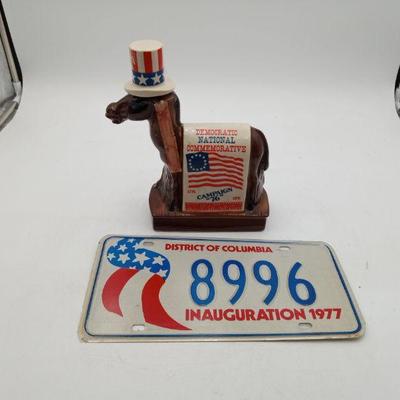 DEMOCRATIC
NATIONAL
COMMEMORATIVE
CAMPAIGN
'76
DISTRICT OF COLUMBIA
8996
INAUGURATION 1977